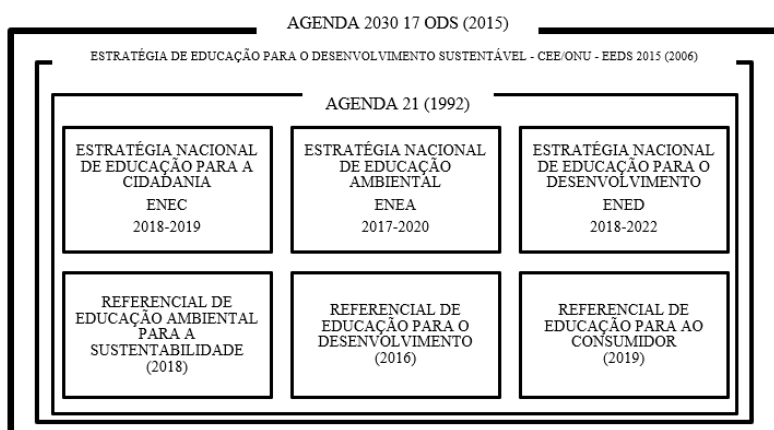 AGENDA 2030 17 ODS (2015)
ESTRATÉGIA DE EDUCAÇÃO PARA O DESENVOLVIMENTO SUSTENTÁVEL - CEE/ONU - EEDS 2015 (2006)
AGENDA 21 (1992)
ESTRATÉGIA NACIONAL
DE EDUCAÇÃO PARA A
CIDADANIA
ENEC
2018-2019
ESTRATÉGIA NACIONAL
DE EDUCAÇÃO
AMBIENTAL
ENEA
2017-2020
ESTRATÉGIA NACIONAL
DE EDUCAÇÃO PARA O
DESENVOLVIMENTO
ENED
2018-2022
REFERENCIAL DE
EDUCAÇÃO AMBIENTAL
PARA A
SUSTENTABILIDADE
(2018)
REFERENCIAL DE
EDUCAÇÃO PARA O
DESENVOLVIMENTO
(2016)
REFERENCIAL DE
EDUCAÇÃO PARA AO
CONSUMIDOR
(2019)